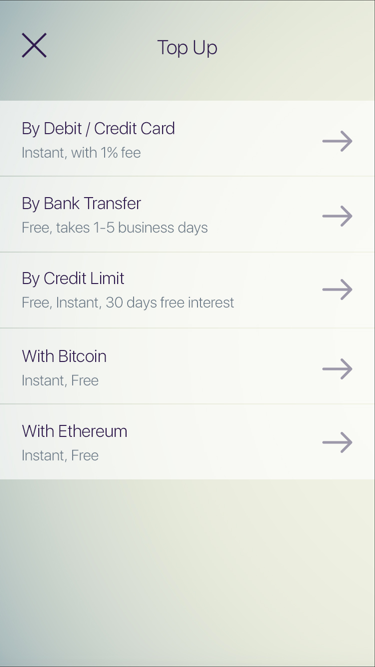 Top Up
By Debit / Credit Card
Instant, with 1% fee
By Bank Transfer
Free, takes 1-5 business days
By Credit Limit
Free, Instant, 30 days free interest
With Bitcoin
Instant, Free
With Ethereum
Instant, Free